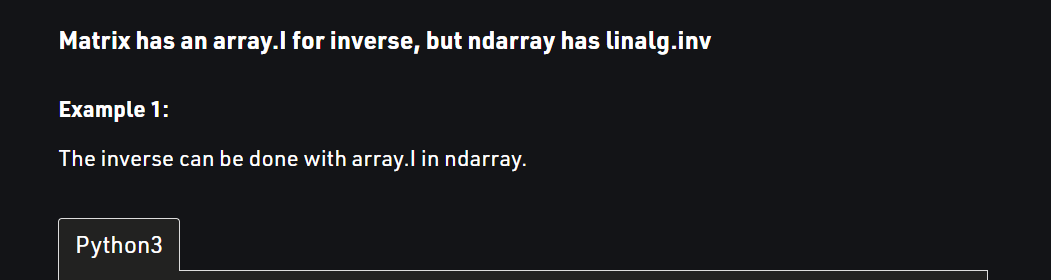 Matrix has an array.I for inverse, but ndarray has linalg.inv
Example 1:
The inverse can be done with array.I in ndarray.
Python3